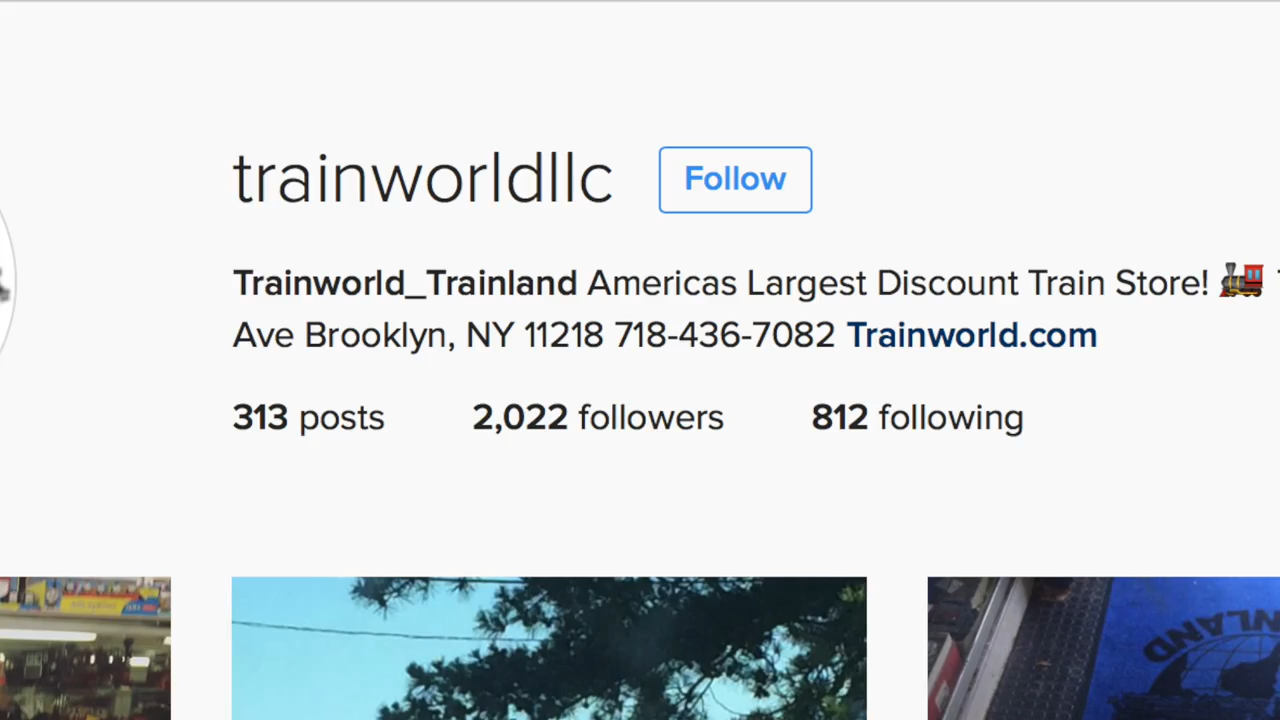 trainworldllc Follow
Trainworld_Trainland Americas Largest Discount Train Store! 🚂
Ave Brooklyn, NY 11218 718-436-7082 Trainworld.com
313 posts 2,022 followers 812 following